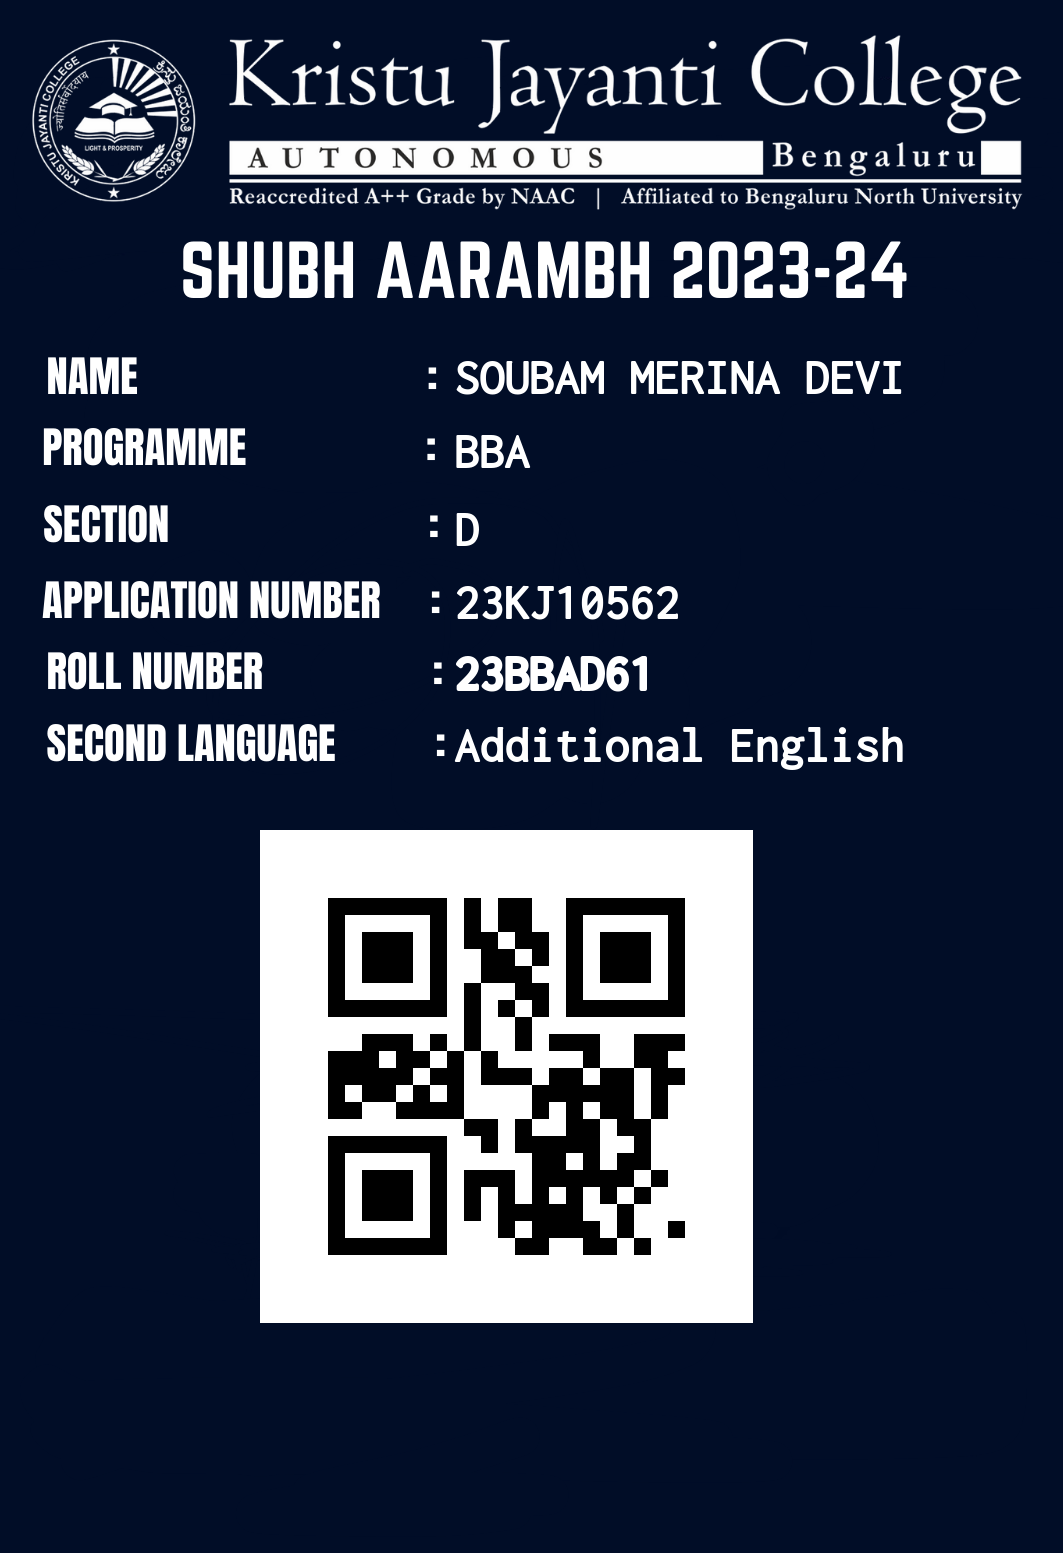 Kristu Jayanti College
AUTONOMOUS Bengaluru
Reaccredited A++ Grade by NAAC | Affiliated to Bengaluru North University
KRISTU JAYANTI COLLEGE
LIGHT & PROSPERITY
SHUBH AARAMBH 2023-24
NAME : SOUBAM MERINA DEVI
PROGRAMME : BBA
SECTION : D
APPLICATION NUMBER : 23KJ10562
ROLL NUMBER : 23BBAD61
SECOND LANGUAGE : Additional English